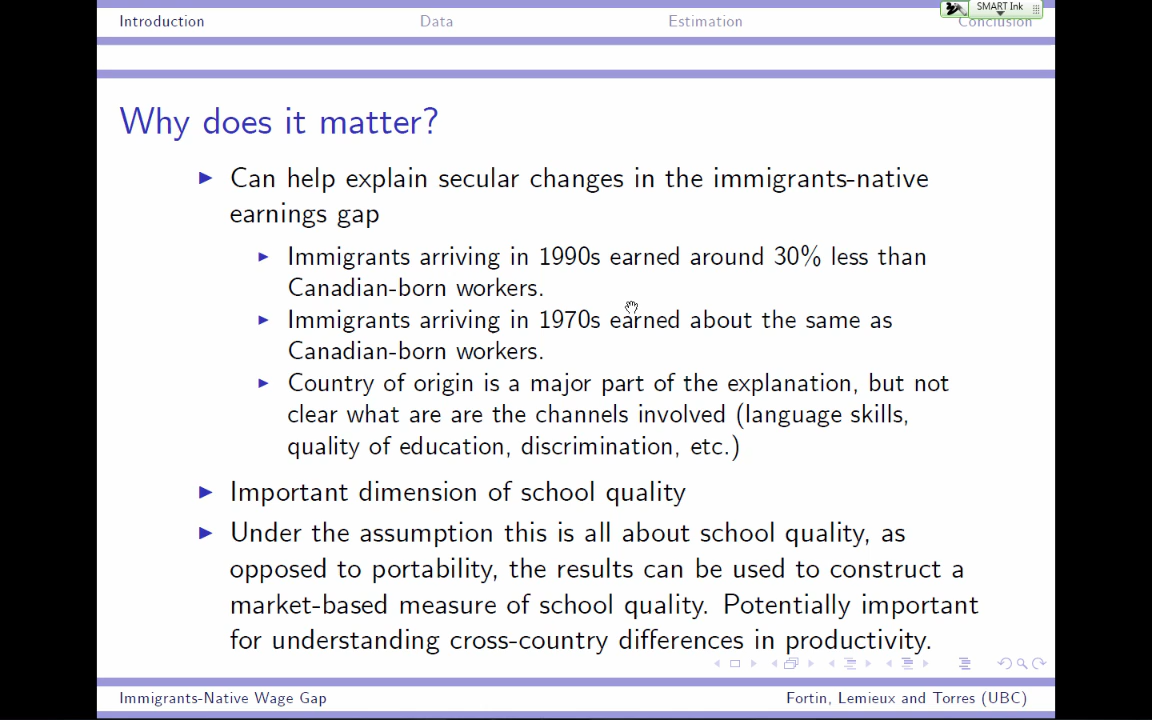 Introduction Data Estimation Conclusion
SMART Ink
Why does it matter?
Can help explain secular changes in the immigrants-native
earnings gap
Immigrants arriving in 1990s earned around 30% less than
Canadian-born workers.
Immigrants arriving in 1970s earned about the same as
Canadian-born workers.
Country of origin is a major part of the explanation, but not
clear what are are the channels involved (language skills,
quality of education, discrimination, etc.)
Important dimension of school quality
Under the assumption this is all about school quality, as
opposed to portability, the results can be used to construct a
market-based measure of school quality. Potentially important
for understanding cross-country differences in productivity.
Immigrants-Native Wage Gap Fortin, Lemieux and Torres (UBC)